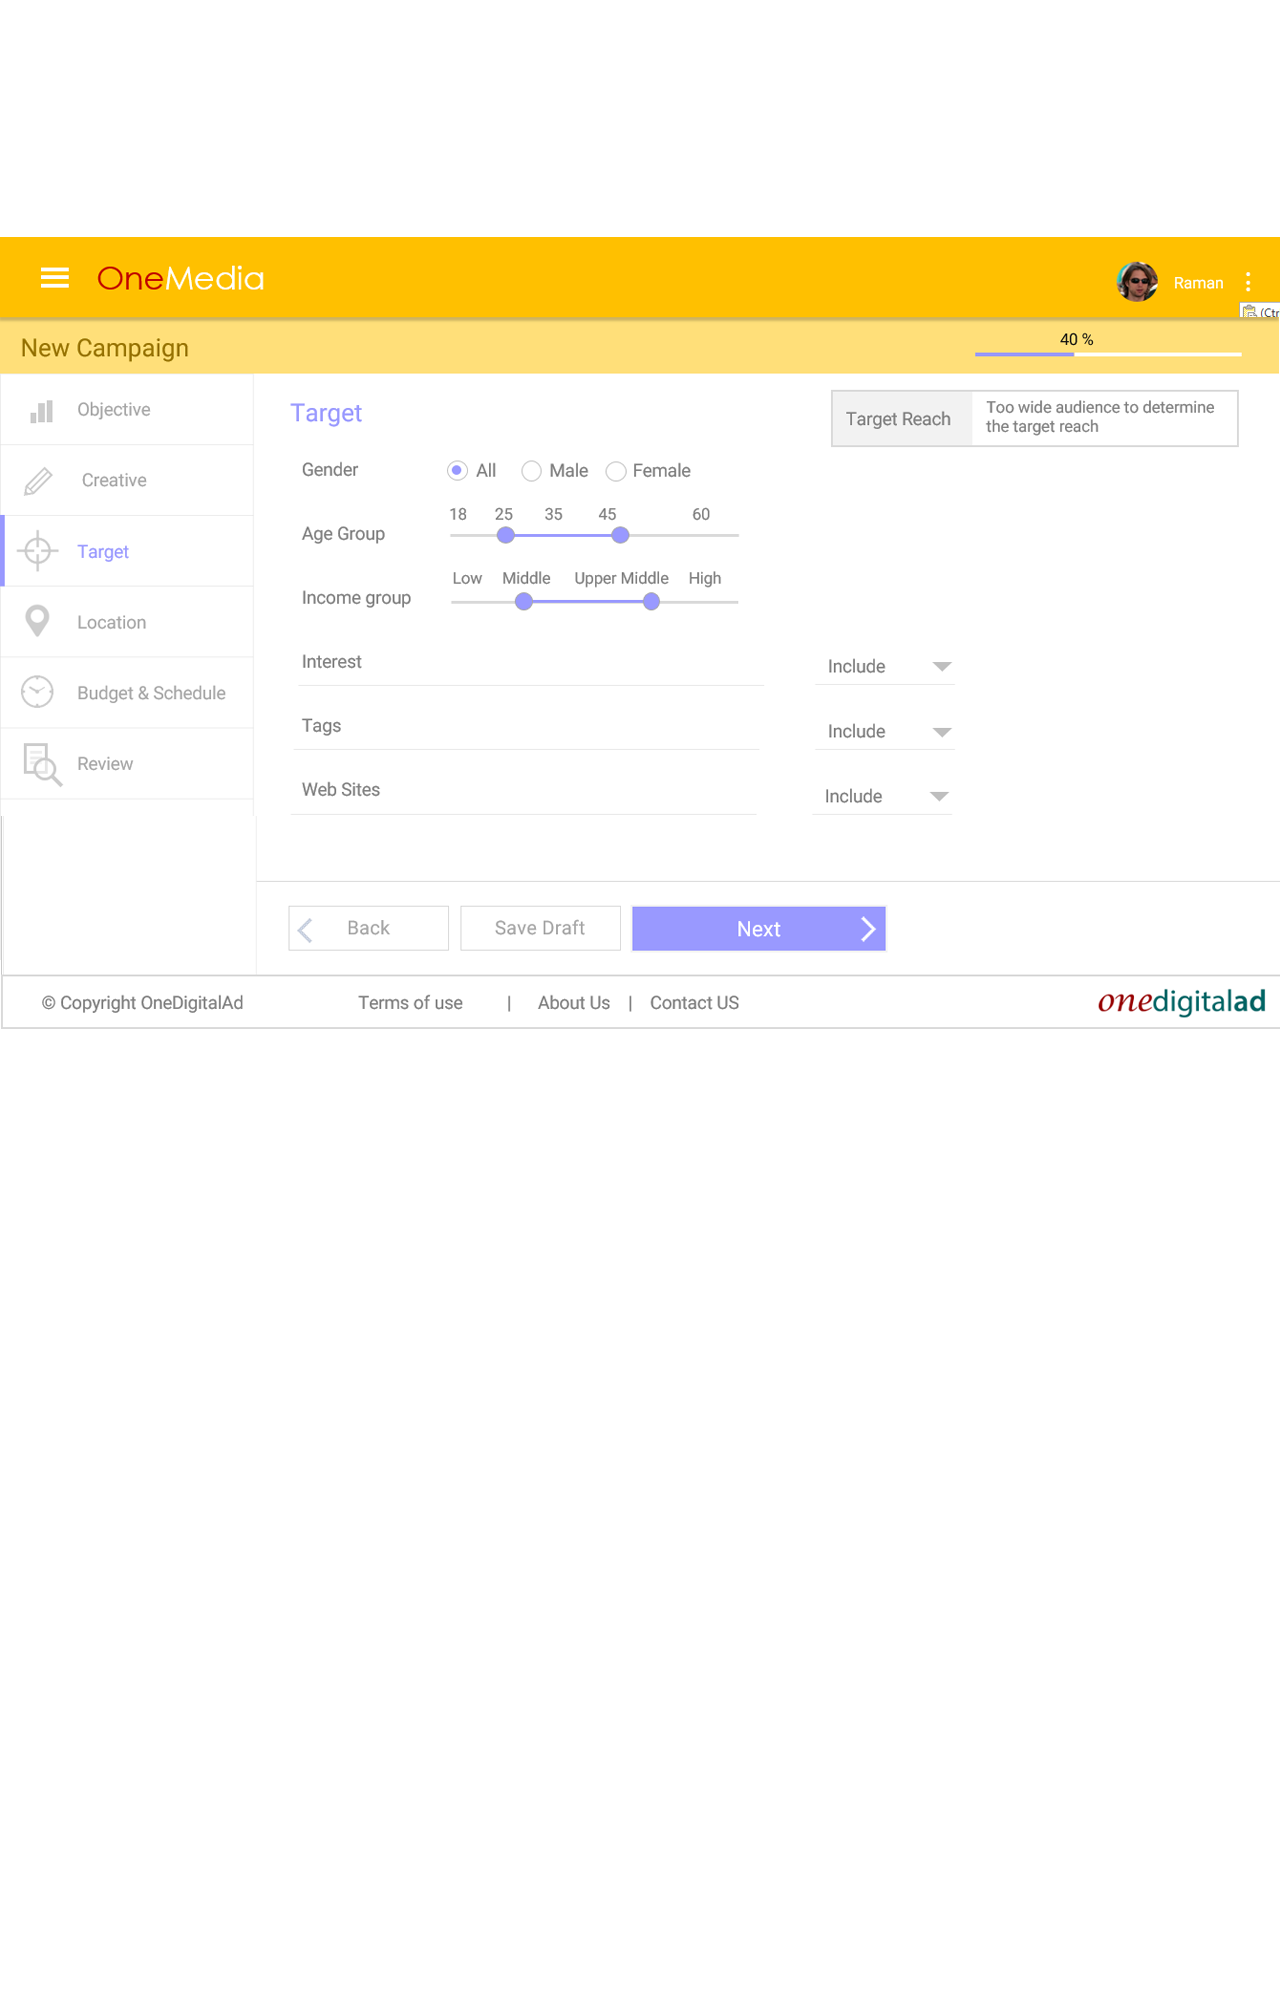 OneMedia
Raman
(Ctr
New Campaign
40 %
Objective
Creative
Target
Location
Budget & Schedule
Review
Target
Target Reach
Too wide audience to determine
the target reach
Gender
All
Male
Female
Age Group
18 25 35 45 60
Income group
Low Middle Upper Middle High
Interest
Include
Tags
Include
Web Sites
Include
Back
Save Draft
Next
© Copyright OneDigitalAd
Terms of use | About Us | Contact US
onedigitalad